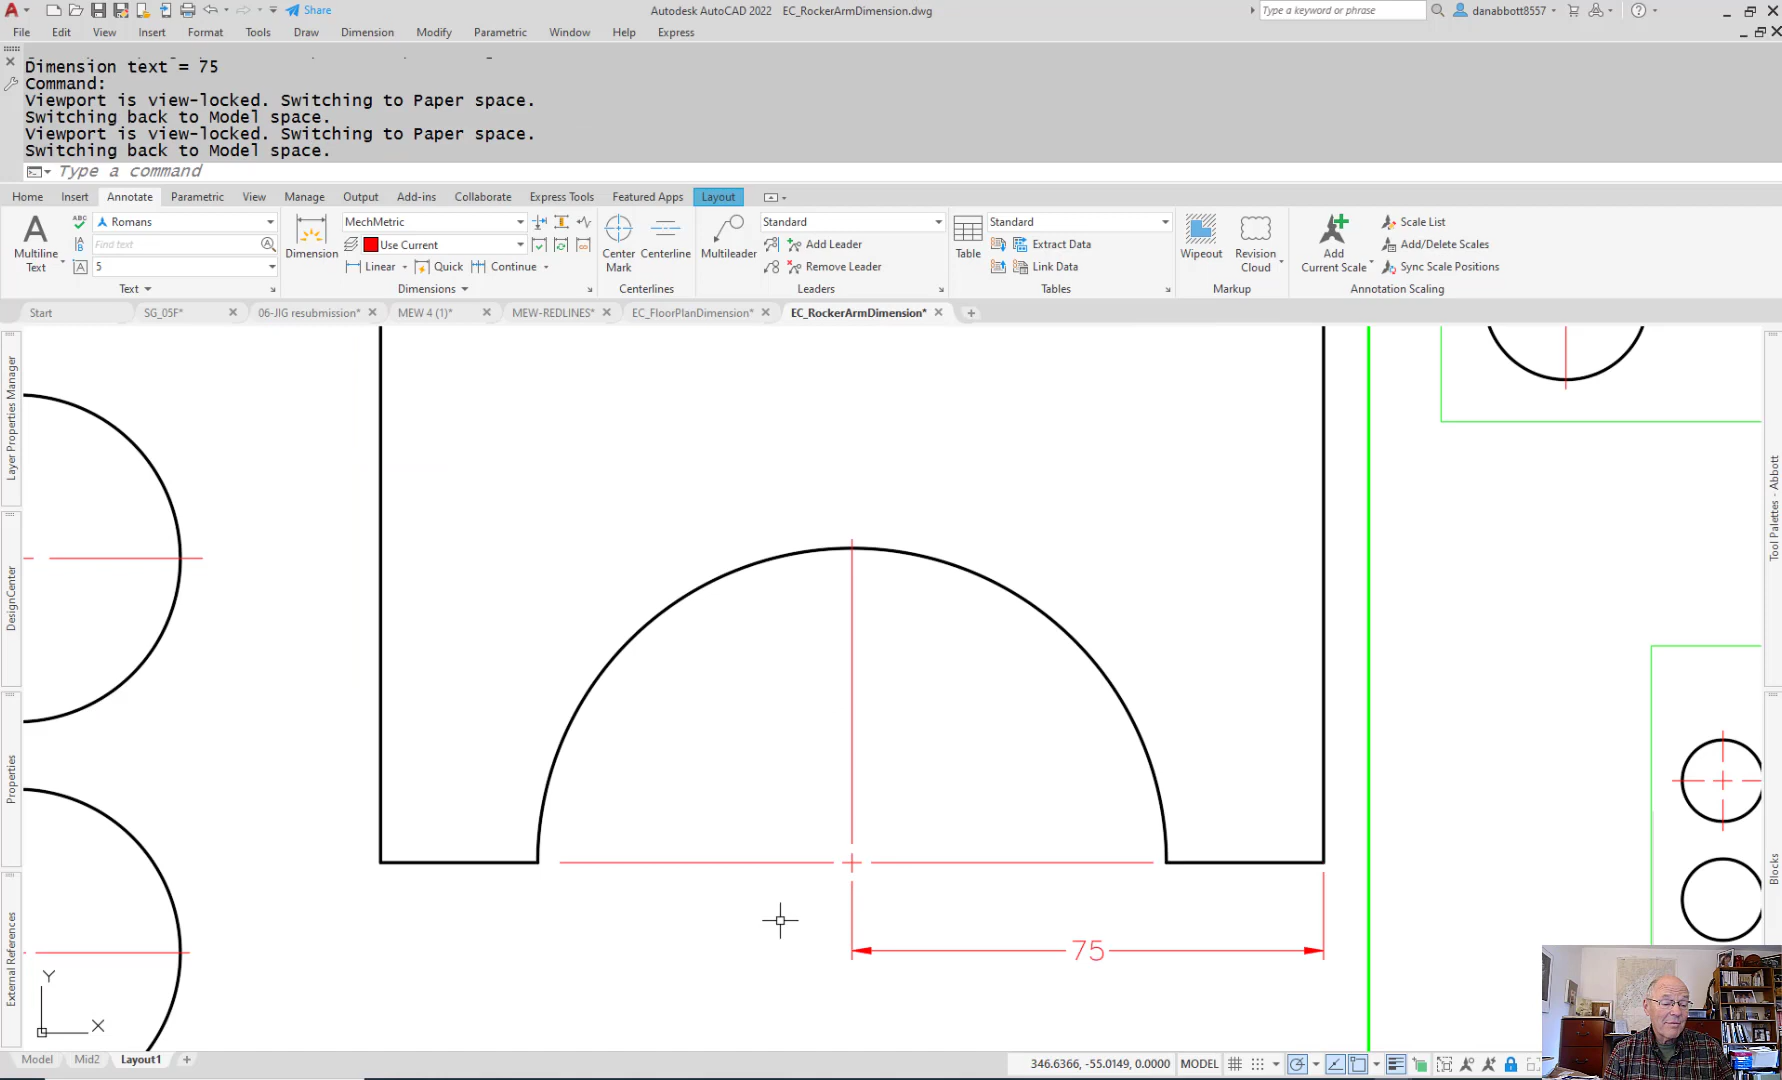 Autodesk AutoCAD 2022 EC_RockerArmDimension.dwg
Share
Type a keyword or phrase
danabbott8557
File Edit View Insert Format Tools Draw Dimension Modify Parametric Window Help Express
Dimension text = 75
Command:
Viewport is view-locked. Switching to Paper space.
Switching back to Model space.
Viewport is view-locked. Switching to Paper space.
Switching back to Model space.
Type a command
Home Insert Annotate Parametric View Manage Output Add-ins Collaborate Express Tools Featured Apps Layout
Multiline Text
ABC
Romans
Find text
5
Text
Dimension
MechMetric
Use Current
Linear Quick Continue
Dimensions
Center Mark
Centerline
Centerlines
Multileader
Standard
Add Leader
Remove Leader
Leaders
Table
Standard
Extract Data
Link Data
Tables
Wipeout
Revision Cloud
Markup
Add Current Scale
Scale List
Add/Delete Scales
Sync Scale Positions
Annotation Scaling
Start SG_05F* 06-JIG resubmission* MEW 4 (1)* MEW-REDLINES* EC_FloorPlanDimension* EC_RockerArmDimension*
Layer Properties Manager
DesignCenter
Properties
External References
Tool Palettes - Abbott
Blocks
75
Y
X
Model Mid2 Layout1
346.6366, -55.0149, 0.0000 MODEL